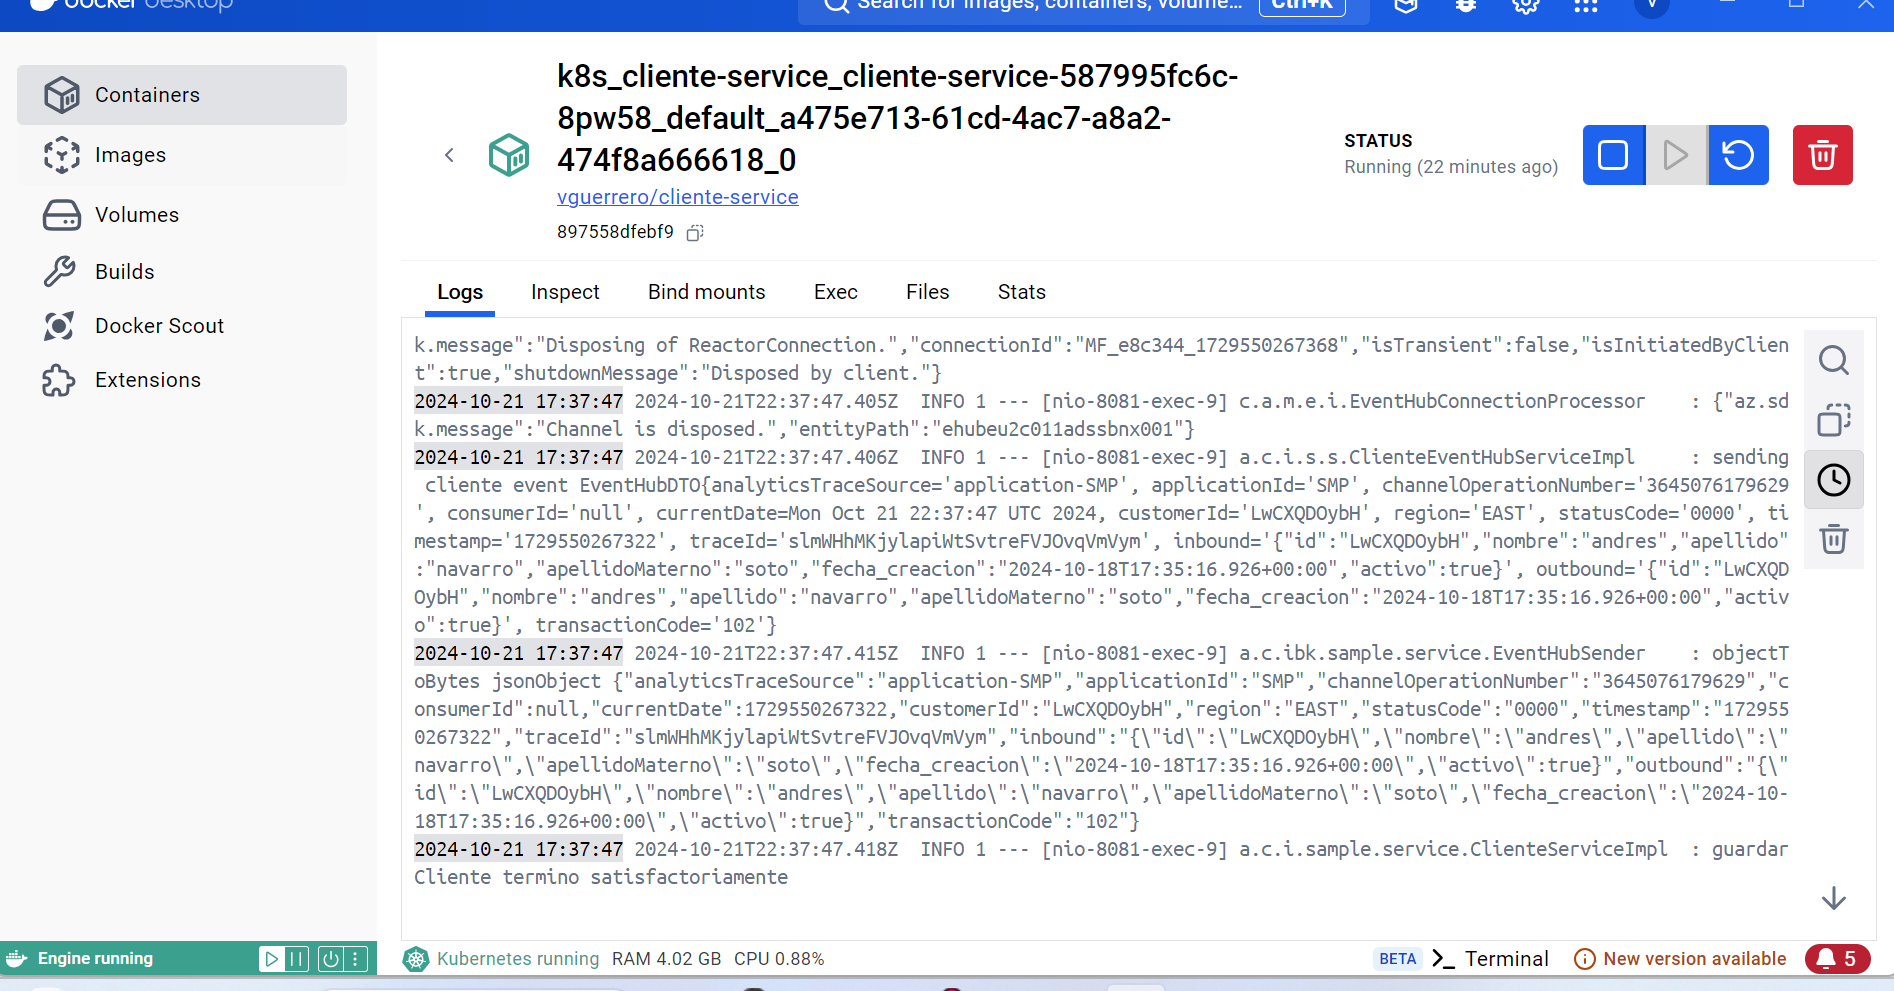 docker desktop
Search for images, containers, volume...
Ctrl+K
V
Containers
Images
Volumes
Builds
Docker Scout
Extensions
k8s_cliente-service_cliente-service-587995fc6c-
8pw58_default_a475e713-61cd-4ac7-a8a2-
474f8a666618_0
vguerrero/cliente-service
897558dfebf9
STATUS
Running (22 minutes ago)
Logs
Inspect
Bind mounts
Exec
Files
Stats
k.message":"Disposing of ReactorConnection.","connectionId":"MF_e8c344_1729550267368","isTransient":false,"isInitiatedByClien
t":true,"shutdownMessage":"Disposed by client."}
2024-10-21 17:37:47 2024-10-21T22:37:47.405Z  INFO 1 --- [nio-8081-exec-9] c.a.m.e.i.EventHubConnectionProcessor    : {"az.sd
k.message":"Channel is disposed.","entityPath":"ehubeu2c011adssbnx001"}
2024-10-21 17:37:47 2024-10-21T22:37:47.406Z  INFO 1 --- [nio-8081-exec-9] a.c.i.s.s.ClienteEventHubServiceImpl     : sending
 cliente event EventHubDTO{analyticsTraceSource='application-SMP', applicationId='SMP', channelOperationNumber='3645076179629
', consumerId='null', currentDate=Mon Oct 21 22:37:47 UTC 2024, customerId='LwCXQDOybH', region='EAST', statusCode='0000', ti
mestamp='1729550267322', traceId='slmWHhMKjylapiWtSvtreFVJOvqVmVym', inbound='{"id":"LwCXQDOybH","nombre":"andres","apellido"
:"navarro","apellidoMaterno":"soto","fecha_creacion":"2024-10-18T17:35:16.926+00:00","activo":true}', outbound='{"id":"LwCXQD
OybH","nombre":"andres","apellido":"navarro","apellidoMaterno":"soto","fecha_creacion":"2024-10-18T17:35:16.926+00:00","activ
o":true}', transactionCode='102'}
2024-10-21 17:37:47 2024-10-21T22:37:47.415Z  INFO 1 --- [nio-8081-exec-9] a.c.ibk.sample.service.EventHubSender    : objectT
oBytes jsonObject {"analyticsTraceSource":"application-SMP","applicationId":"SMP","channelOperationNumber":"3645076179629","c
onsumerId":null,"currentDate":1729550267322,"customerId":"LwCXQDOybH","region":"EAST","statusCode":"0000","timestamp":"172955
0267322","traceId":"slmWHhMKjylapiWtSvtreFVJOvqVmVym","inbound":"{\"id\":\"LwCXQDOybH\",\"nombre\":\"andres\",\"apellido\":\"
navarro\",\"apellidoMaterno\":\"soto\",\"fecha_creacion\":\"2024-10-18T17:35:16.926+00:00\",\"activo\":true}","outbound":"{\"
id\":\"LwCXQDOybH\",\"nombre\":\"andres\",\"apellido\":\"navarro\",\"apellidoMaterno\":\"soto\",\"fecha_creacion\":\"2024-10-
18T17:35:16.926+00:00\",\"activo\":true}","transactionCode":"102"}
2024-10-21 17:37:47 2024-10-21T22:37:47.418Z  INFO 1 --- [nio-8081-exec-9] a.c.i.sample.service.ClienteServiceImpl  : guardar
Cliente termino satisfactoriamente
Engine running
Kubernetes running
RAM 4.02 GB
CPU 0.88%
BETA
Terminal
New version available
5